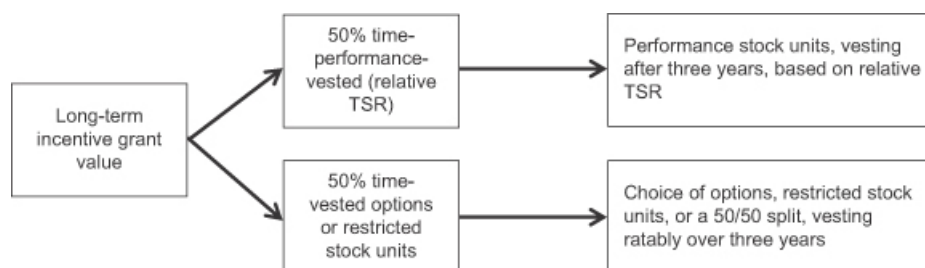 Long-term
incentive grant
value
50% time-
performance-
vested (relative
TSR)
Performance stock units, vesting
after three years, based on relative
TSR
50% time-
vested options
or restricted
stock units
Choice of options, restricted stock
units, or a 50/50 split, vesting
ratably over three years